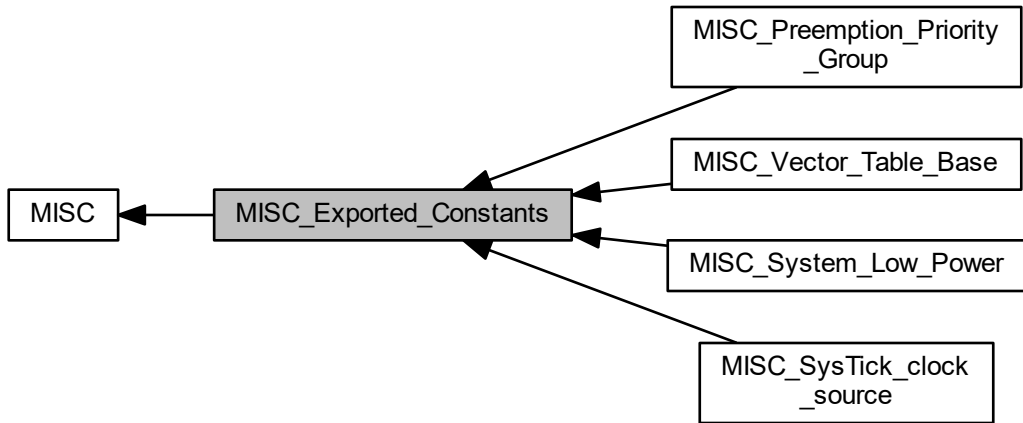 MISC
MISC_Exported_Constants
MISC_Preemption_Priority
_Group
MISC_Vector_Table_Base
MISC_System_Low_Power
MISC_SysTick_clock
_source